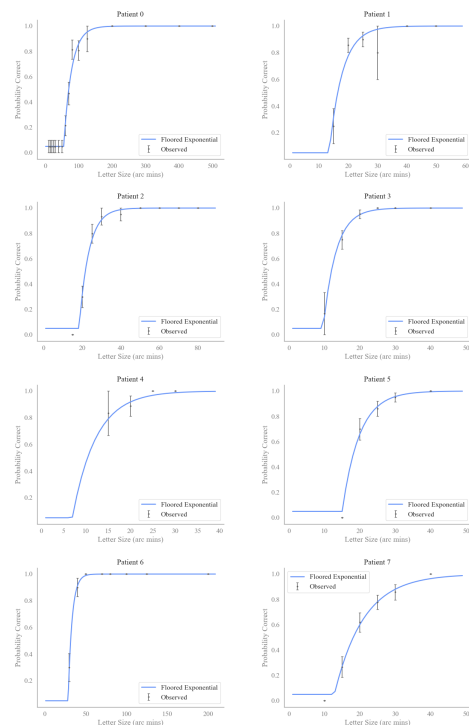 Patient 0
Probability Correct
1.0
0.8
0.6
0.4
0.2
0.0
Floored Exponential
Observed
0 100 200 300 400 500
Letter Size (arc mins)
Patient 1
Probability Correct
1.0
0.8
0.6
0.4
0.2
0.0
Floored Exponential
Observed
0 10 20 30 40 50 60
Letter Size (arc mins)
Patient 2
Probability Correct
1.0
0.8
0.6
0.4
0.2
0.0
Floored Exponential
Observed
0 20 40 60 80
Letter Size (arc mins)
Patient 3
Probability Correct
1.0
0.8
0.6
0.4
0.2
0.0
Floored Exponential
Observed
0 10 20 30 40 50
Letter Size (arc mins)
Patient 4
Probability Correct
1.0
0.8
0.6
0.4
0.2
Floored Exponential
Observed
0 5 10 15 20 25 30 35 40
Letter Size (arc mins)
Patient 5
Probability Correct
1.0
0.8
0.6
0.4
0.2
0.0
Floored Exponential
Observed
0 10 20 30 40 50
Letter Size (arc mins)
Patient 6
Probability Correct
1.0
0.8
0.6
0.4
0.2
Floored Exponential
Observed
0 25 50 75 100 125 150 175 200
Letter Size (arc mins)
Patient 7
Probability Correct
1.0
0.8
0.6
0.4
0.2
0.0
Floored Exponential
Observed
0 10 20 30 40 50
Letter Size (arc mins)